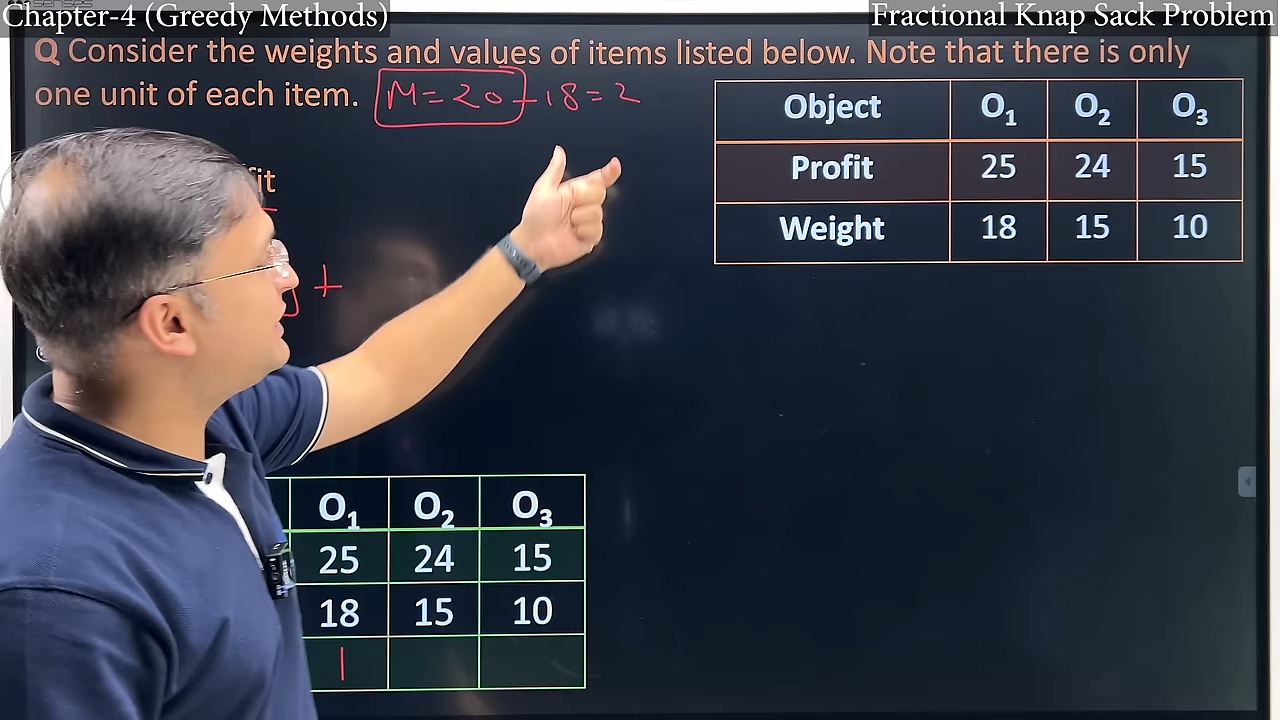 Chapter-4 (Greedy Methods)
Fractional Knap Sack Problem
Q Consider the weights and values of items listed below. Note that there is only
one unit of each item. M=20-18=2
Object O1 O2 O3
Profit 25 24 15
Weight 18 15 10
+
O1 O2 O3
25 24 15
18 15 10
1